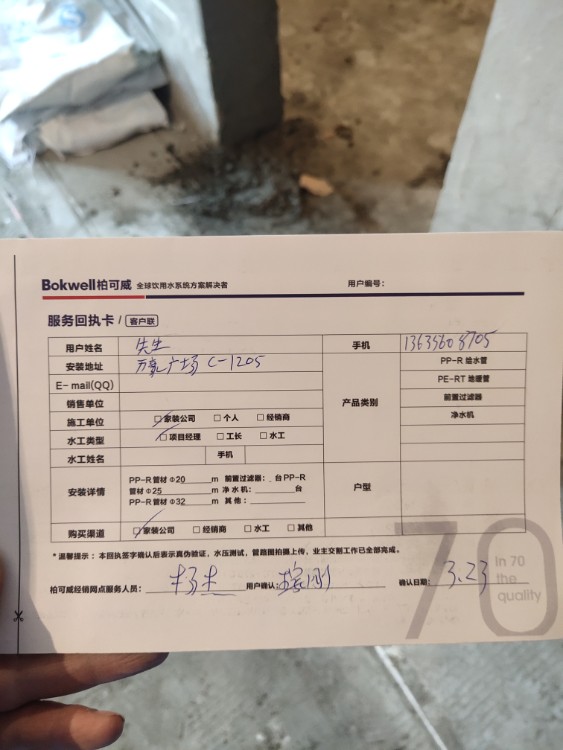 Bokwell柏可威 全球饮用水系统方案解决者 用户编号：
服务回执卡 / 客户联
用户姓名 先生 手机 13635608705
安装地址 万豪广场 C-1205
E-mail(QQ)
销售单位
产品类别
PP-R 给水管
PE-RT 地暖管
前置过滤器
净水机
施工单位 □家装公司 □个人 □经销商
水工类型 □项目经理 □工长 □水工
水工姓名 手机
安装详情
PP-R管材 Φ20 m 前置过滤器： 台 PP-R
管材 Φ25 m 净水机： 台
PP-R管材 Φ32 m 其他：
户型
购买渠道 □家装公司 □经销商 □水工 □其他
*温馨提示：本回执签字确认后表示真伪验证，水压测试，管路图拍摄上传，业主交割工作已全部完成。
柏可威经销网点服务人员： 杨杰 用户确认： 确认日期： 3.23
70
In 70
the
quality